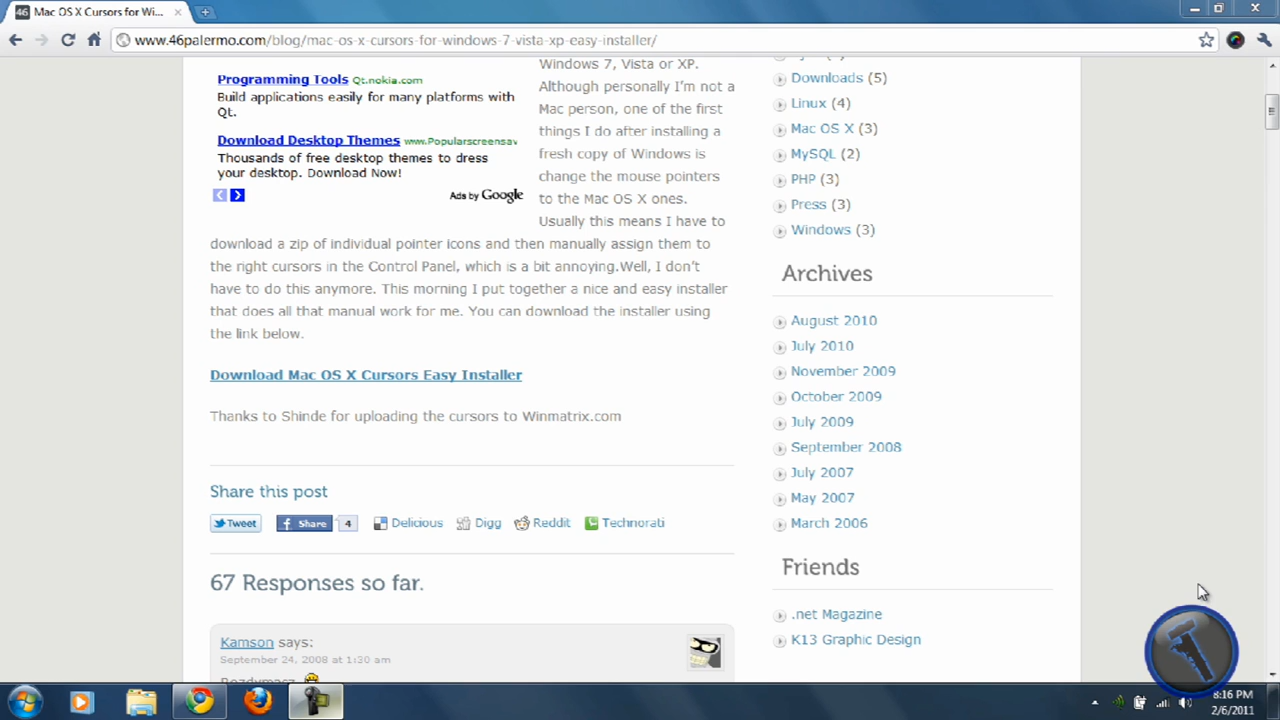 Mac OS X Cursors for Wi...
www.46palermo.com/blog/mac-os-x-cursors-for-windows-7-vista-xp-easy-installer/
Programming Tools Qt.nokia.com
Build applications easily for many platforms with
Qt.
Download Desktop Themes www.Popularscreensav
Thousands of free desktop themes to dress
your desktop. Download Now!
Ads by Google
Windows 7, Vista or XP.
Although personally I'm not a
Mac person, one of the first
things I do after installing a
fresh copy of Windows is
change the mouse pointers
to the Mac OS X ones.
Usually this means I have to
download a zip of individual pointer icons and then manually assign them to
the right cursors in the Control Panel, which is a bit annoying.Well, I don't
have to do this anymore. This morning I put together a nice and easy installer
that does all that manual work for me. You can download the installer using
the link below.
Download Mac OS X Cursors Easy Installer
Thanks to Shinde for uploading the cursors to Winmatrix.com
Share this post
Tweet
Share 4
Delicious
Digg
Reddit
Technorati
67 Responses so far.
Kamson says:
September 24, 2008 at 1:30 am
Downloads (5)
Linux (4)
Mac OS X (3)
MySQL (2)
PHP (3)
Press (3)
Windows (3)
Archives
August 2010
July 2010
November 2009
October 2009
July 2009
September 2008
July 2007
May 2007
March 2006
Friends
.net Magazine
K13 Graphic Design
8:16 PM
2/6/2011